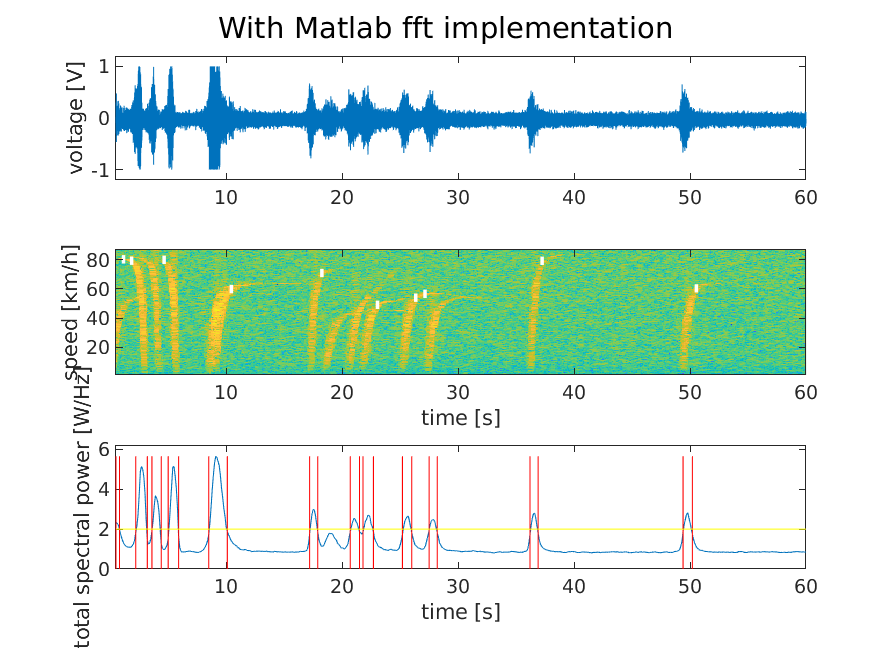 With Matlab fft implementation
voltage [V]
1
0
-1
10 20 30 40 50 60
speed [km/h]
80
60
40
20
10 20 30 40 50 60
time [s]
total spectral power [W/Hz]
6
4
2
0
10 20 30 40 50 60
time [s]